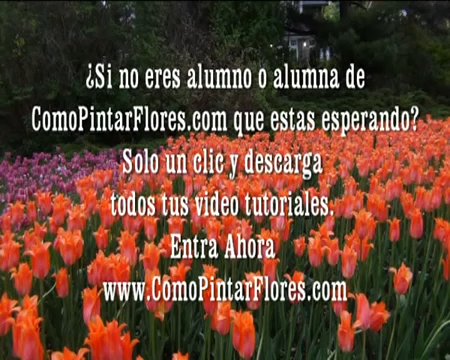 ¿Si no eres alumno o alumna de
ComoPintarFlores.com que estas esperando?
Solo un clic y descarga
todos tus video tutoriales.
Entra Ahora
www.ComoPintarFlores.com